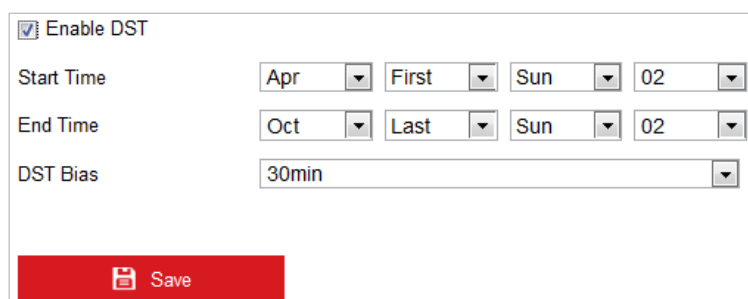 Enable DST
Start Time Apr First Sun 02
End Time Oct Last Sun 02
DST Bias 30min
Save